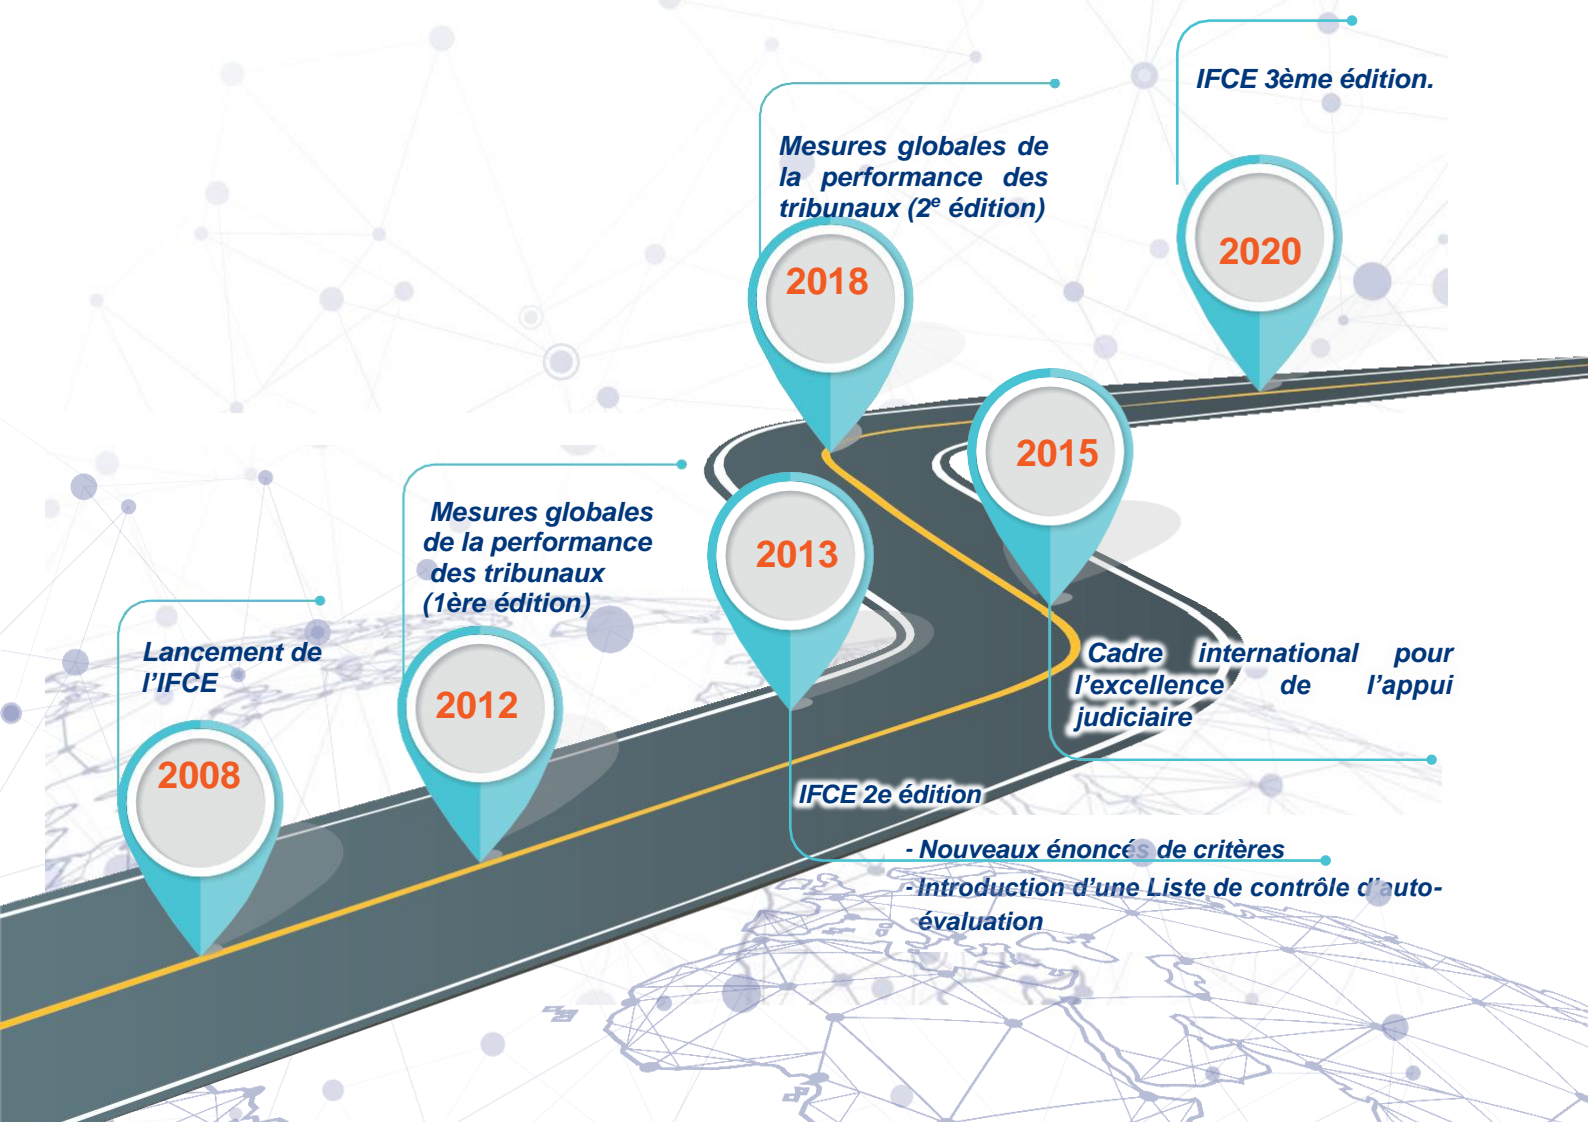 IFCE 3ème édition.
2020
Mesures globales de
la performance des
tribunaux (2e édition)
2018
2015
Cadre international pour
l’excellence de l’appui
judiciaire
2013
IFCE 2e édition
- Nouveaux énoncés de critères
- Introduction d’une Liste de contrôle d’auto-
évaluation
Mesures globales
de la performance
des tribunaux
(1ère édition)
2012
Lancement de
l’IFCE
2008